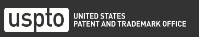 uspto
UNITED STATES
PATENT AND TRADEMARK OFFICE